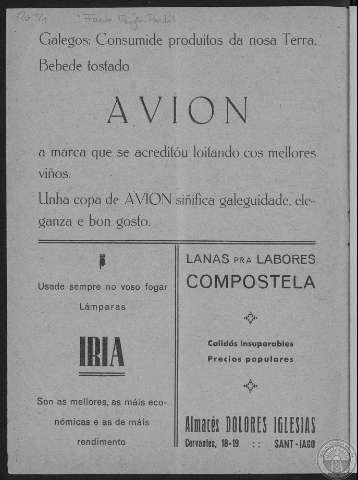 Galegos: Consumide produitos da nosa Terra.
Bebede tostado
AVION
a marca que se acreditóu loitando cos mellores
viños.
Unha copa de AVION siñifica galeguidade, ele-
ganza e bon gosto.
Usade sempre no voso fogar
Lámparas
IRIA
Son as mellores, as máis eco-
nómicas e as de máis
rendimento
LANAS PRA LABORES
COMPOSTELA
Calidás insuparables
Precios populares
Almacés DOLORES IGLESIAS
Cervantes, 18-19 :: SANT-IAGO